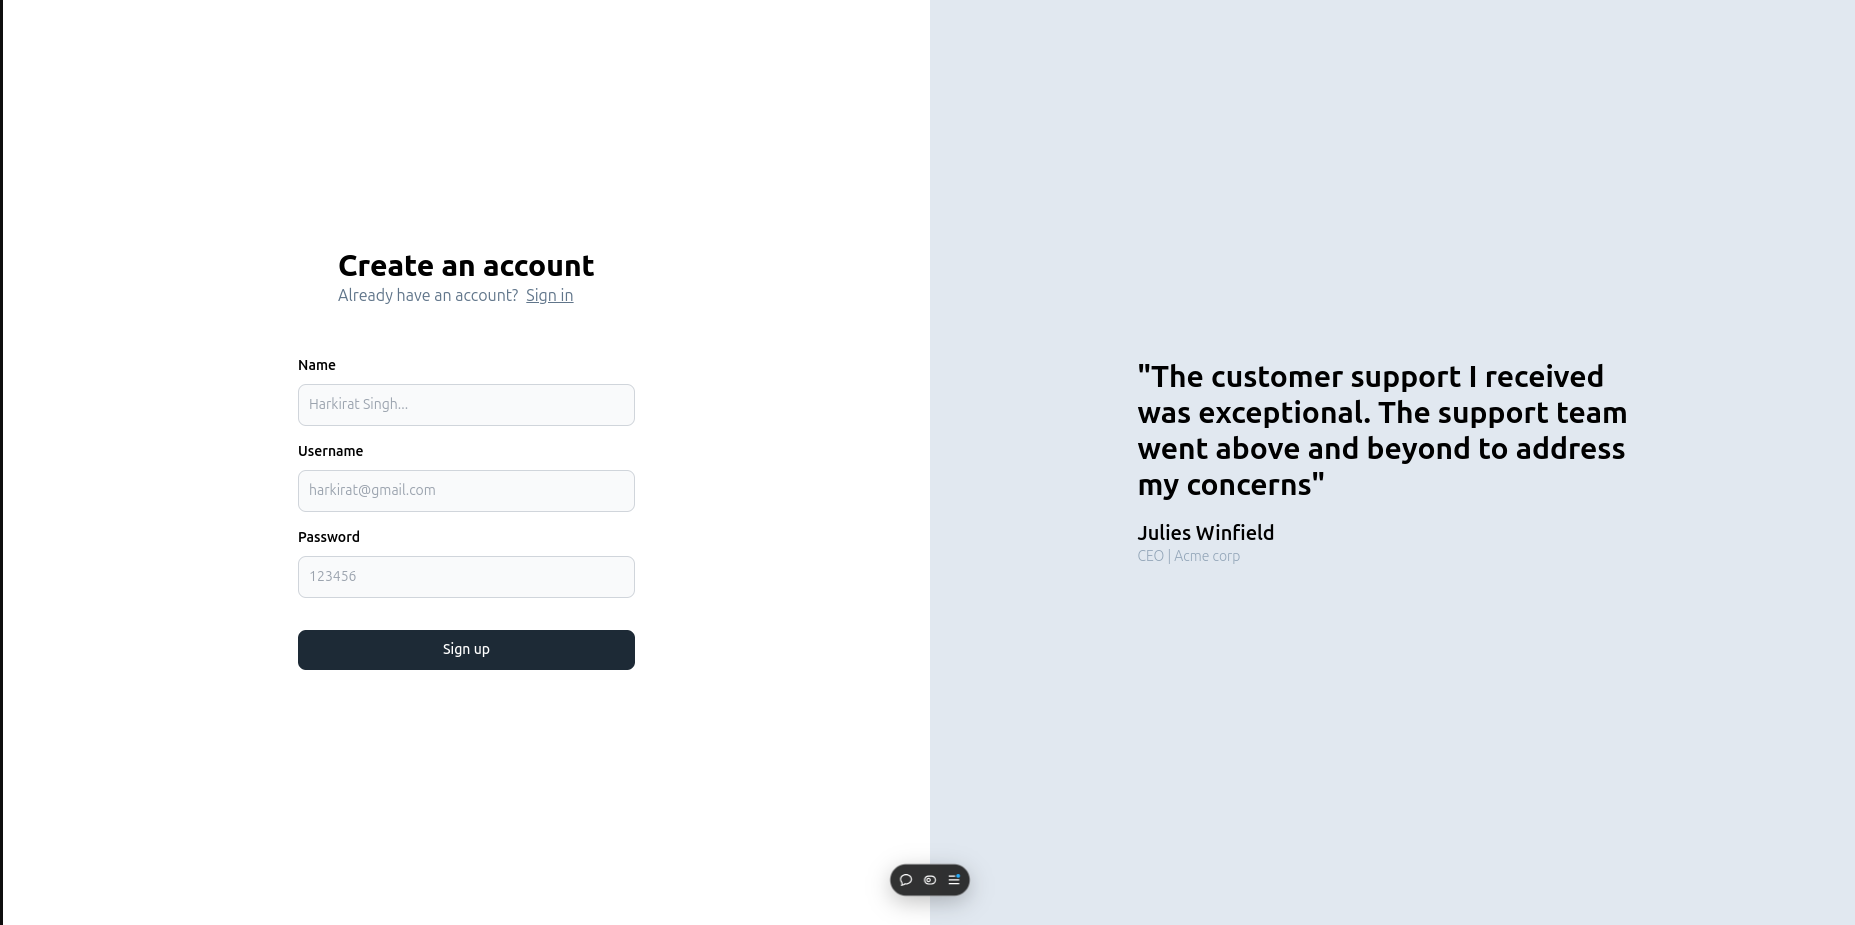 Create an account
Already have an account? Sign in
Name
Harkirat Singh...
Username
harkirat@gmail.com
Password
123456
Sign up
"The customer support I received
was exceptional. The support team
went above and beyond to address
my concerns"
Julies Winfield
CEO | Acme corp